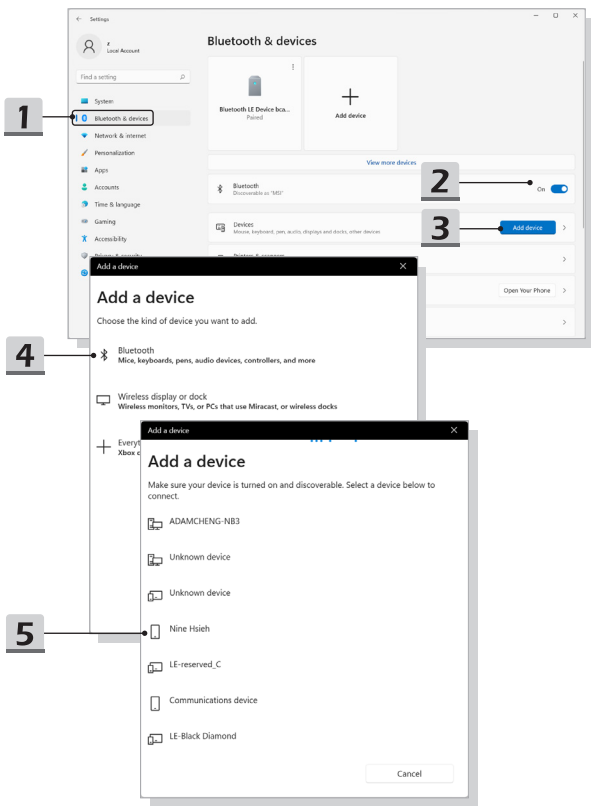 Settings
Local Account
Find a setting
System
Bluetooth & devices
Network & internet
Personalization
Apps
Accounts
Time & language
Gaming
Accessibility
Privacy & security
Bluetooth & devices
Bluetooth LE Device bca...
Paired
Add device
View more devices
Bluetooth
Discoverable as "MSI"
On
Devices
Mouse, keyboard, pen, audio, displays and docks, other devices
Add device
Printers & scanners
Open Your Phone
1
2
3
Add a device
Add a device
Choose the kind of device you want to add.
Bluetooth
Mice, keyboards, pens, audio devices, controllers, and more
Wireless display or dock
Wireless monitors, TVs, or PCs that use Miracast, or wireless docks
Everyt
Xbox c
4
Add a device
Add a device
Make sure your device is turned on and discoverable. Select a device below to
connect.
ADAMCHENG-NB3
Unknown device
Unknown device
Nine Hsieh
LE-reserved_C
Communications device
LE-Black Diamond
Cancel
5